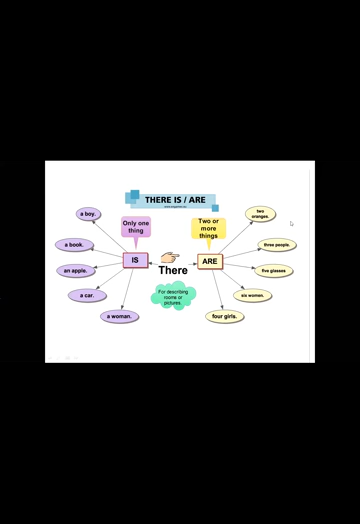 THERE IS / ARE
a boy.
Only one
thing
Two or
more
things
two
oranges.
a book.
three people.
IS
ARE
There
an apple.
five glasses
a car.
For describing
rooms or
pictures.
six women.
a woman.
four girls.